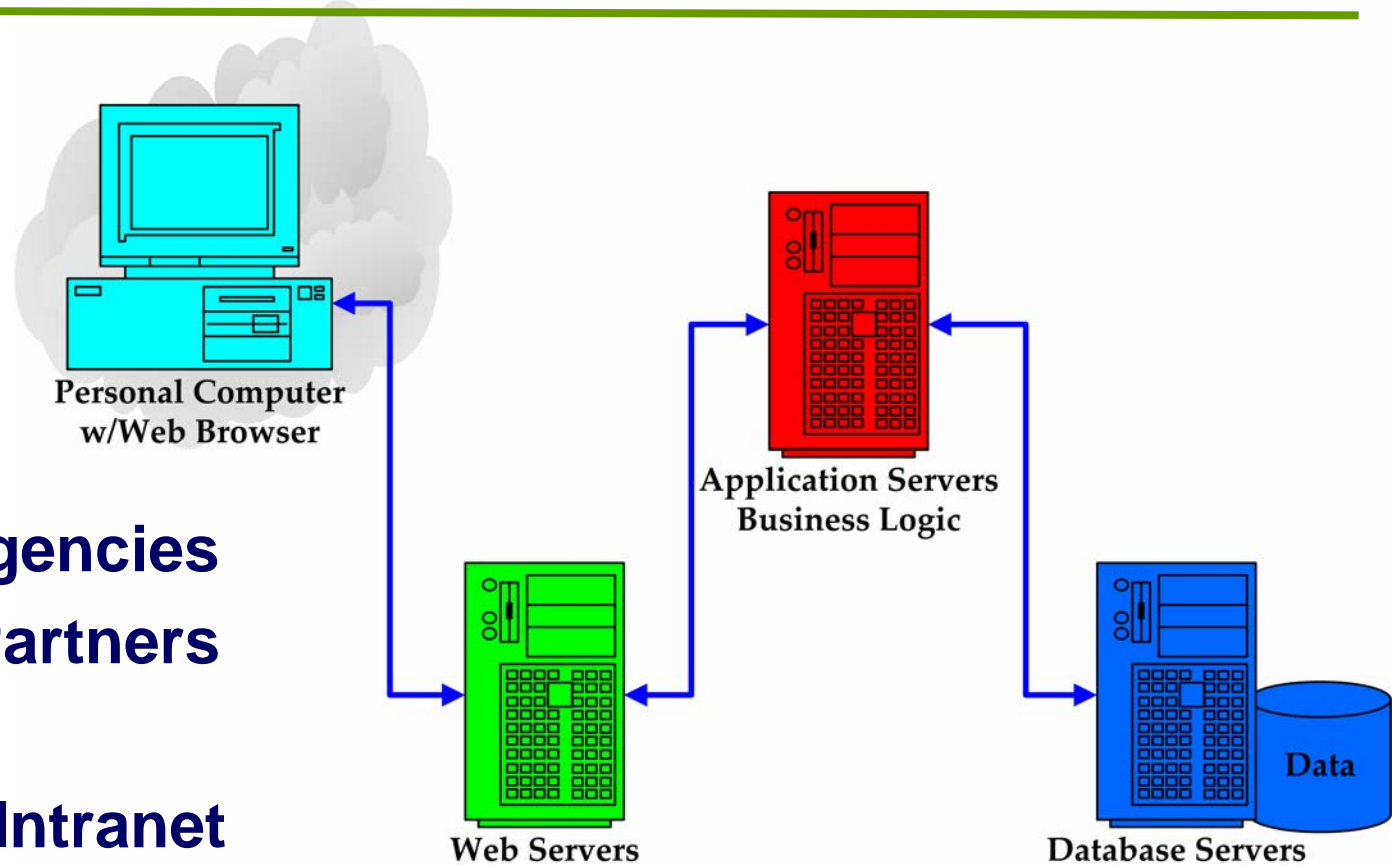 Personal Computer
w/Web Browser
Application Servers
Business Logic
gencies
artners
Intranet
Web Servers
Data
Database Servers